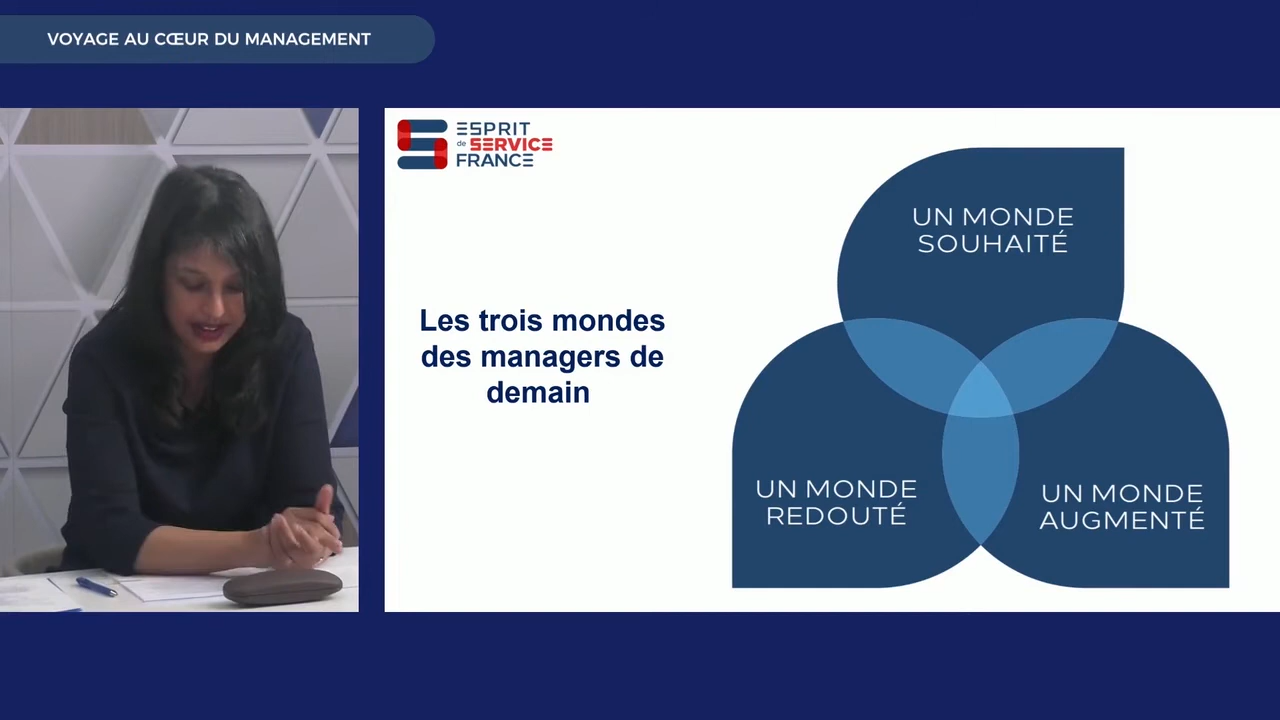 VOYAGE AU CŒUR DU MANAGEMENT
ESPRIT
de SERVICE
FRANCE
UN MONDE
SOUHAITÉ
Les trois mondes
des managers de
demain
UN MONDE
REDOUTÉ
UN MONDE
AUGMENTÉ